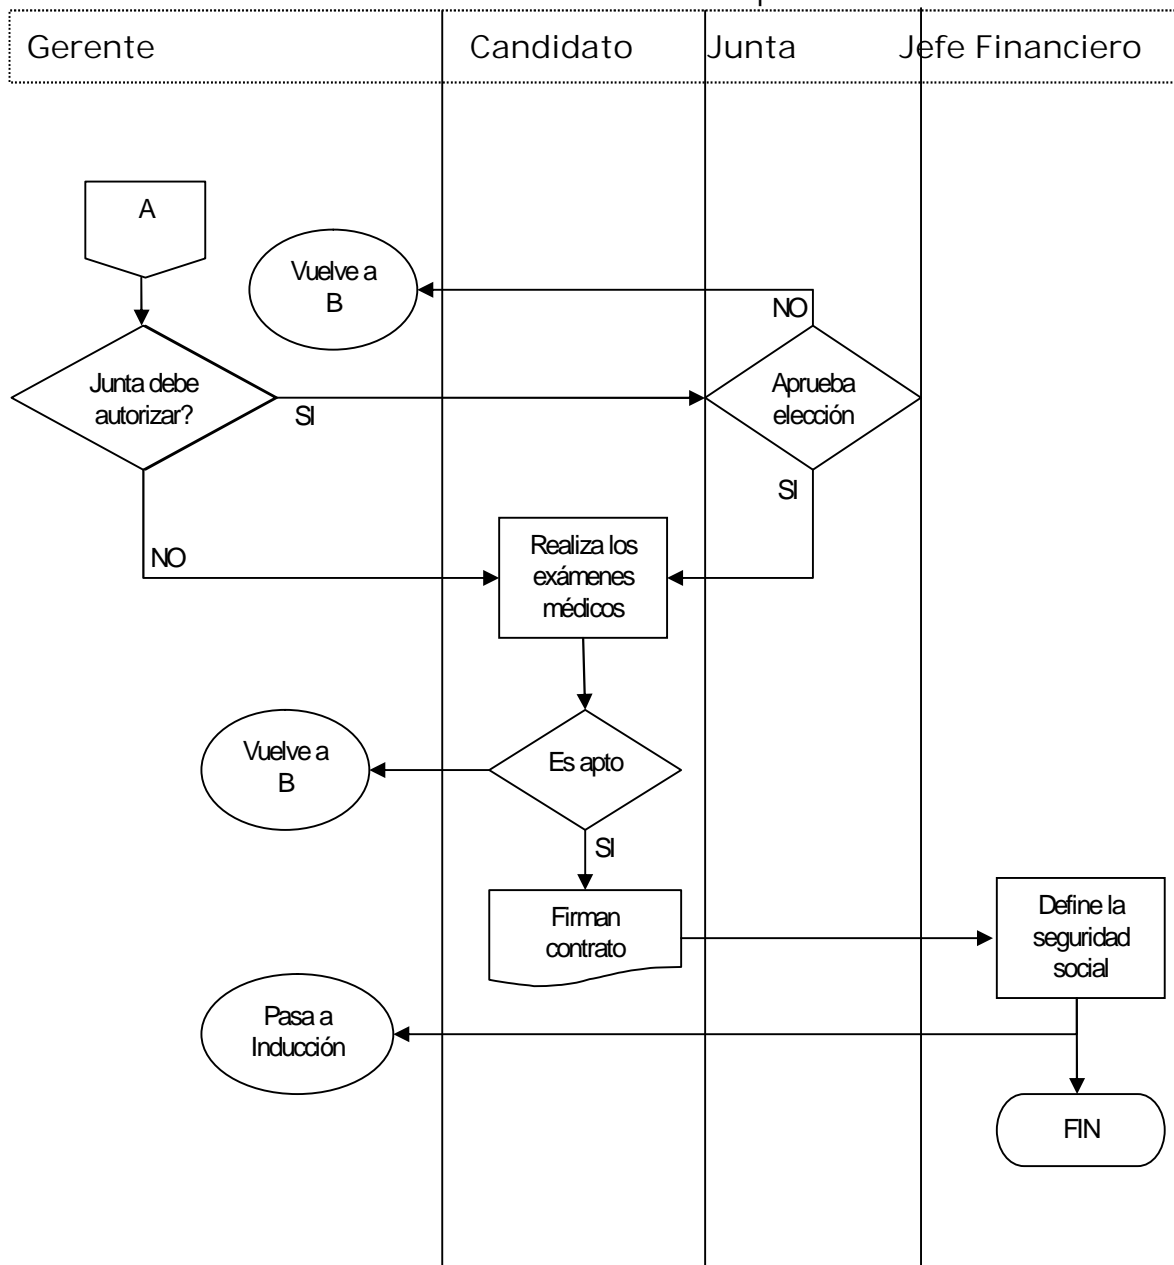 Gerente
Candidato
Junta
Jefe Financiero
A
Vuelve a
B
NO
Junta debe
autorizar?
SI
Aprueba
elección
SI
NO
Realiza los
exámenes
médicos
Vuelve a
B
Es apto
SI
Firman
contrato
Define la
seguridad
social
Pasa a
Inducción
FIN